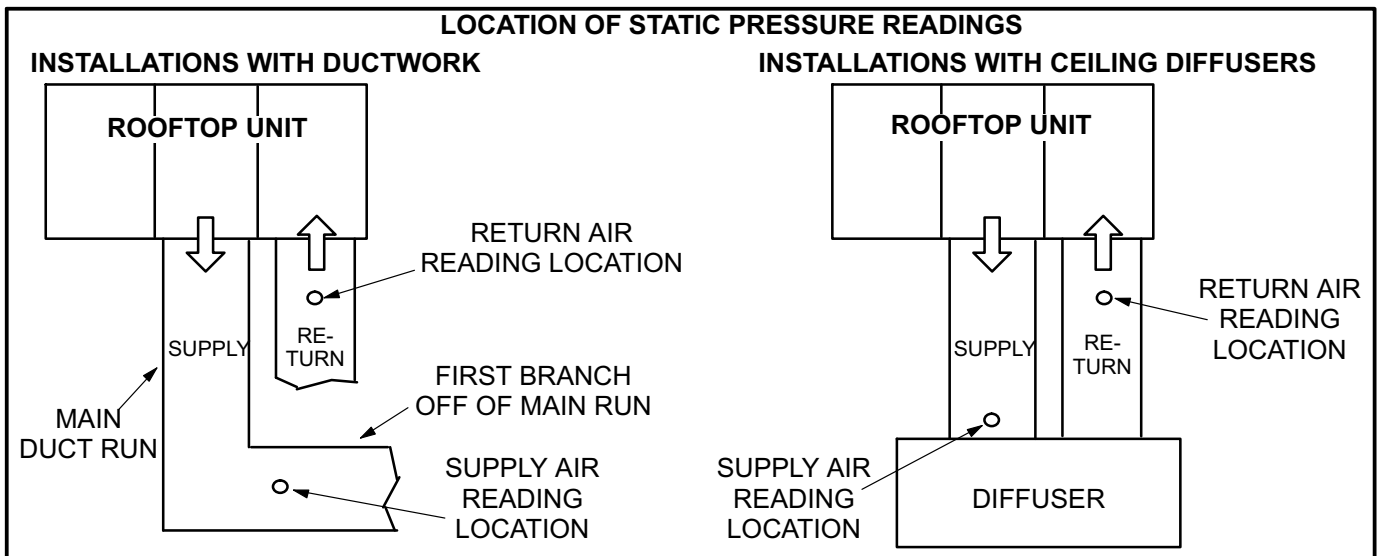 LOCATION OF STATIC PRESSURE READINGS
INSTALLATIONS WITH DUCTWORK
ROOFTOP UNIT
RETURN AIR
READING LOCATION
SUPPLY
RE-
TURN
FIRST BRANCH
OFF OF MAIN RUN
MAIN
DUCT RUN
SUPPLY AIR
READING
LOCATION
INSTALLATIONS WITH CEILING DIFFUSERS
ROOFTOP UNIT
RETURN AIR
READING
LOCATION
SUPPLY
RE-
TURN
SUPPLY AIR
READING
LOCATION
DIFFUSER